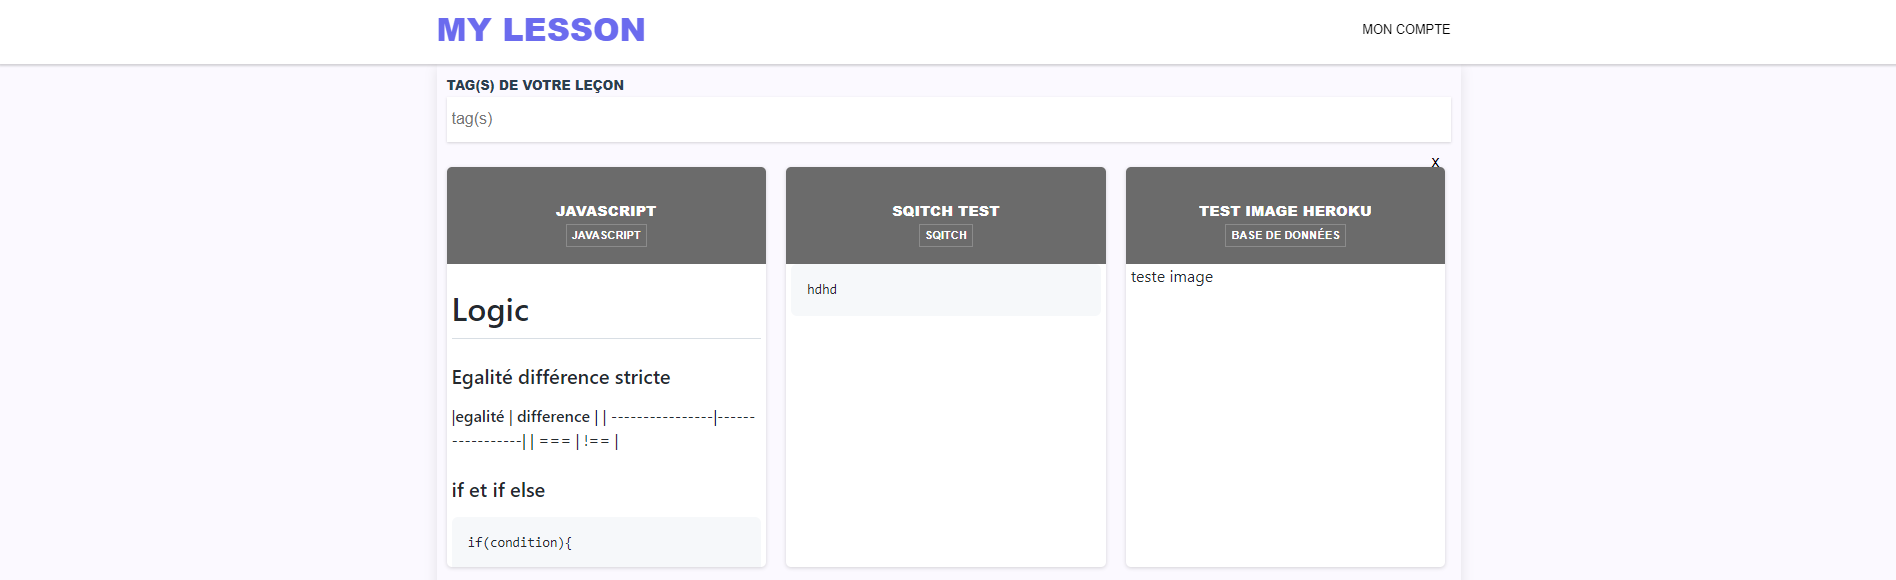 MY LESSON
MON COMPTE
TAG(S) DE VOTRE LEÇON
tag(s)
X
JAVASCRIPT
JAVASCRIPT
Logic
Egalité différence stricte
|egalité | difference | | ----------------|------
----------------| | === | !== |
if et if else
if(condition){
SQITCH TEST
SQITCH
hdhd
TEST IMAGE HEROKU
BASE DE DONNÉES
teste image